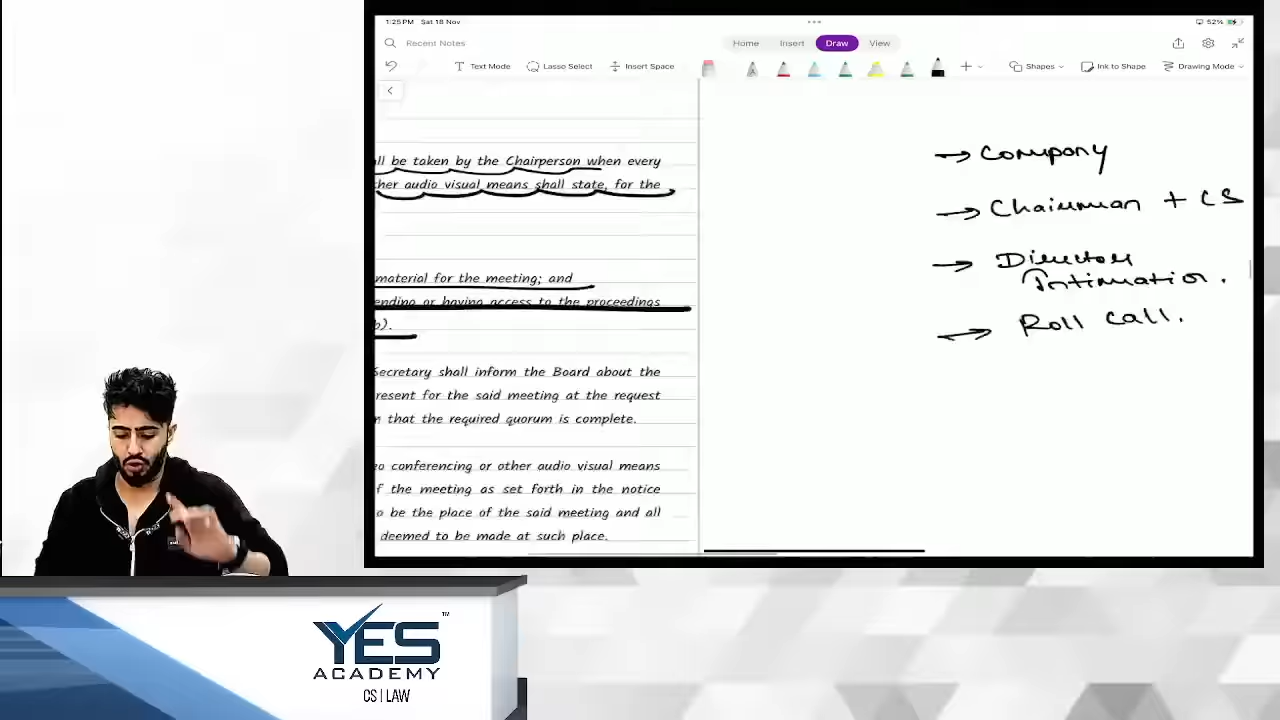 1:25 PM Sat 18 Nov
52%
Recent Notes
Home Insert Draw View
Text Mode Lasso Select Insert Space Shapes Ink to Shape Drawing Mode
ll be taken by the Chairperson when every
her audio visual means shall state, for the
material for the meeting; and
ending or having access to the proceedings
b).
Secretary shall inform the Board about the
resent for the said meeting at the request
n that the required quorum is complete.
eo conferencing or other audio visual means
f the meeting as set forth in the notice
o be the place of the said meeting and all
deemed to be made at such place.
→ Company
→ Chairman + CS
→ Directors
Intimation.
→ Roll call.
YES
TM
ACADEMY
CS | LAW